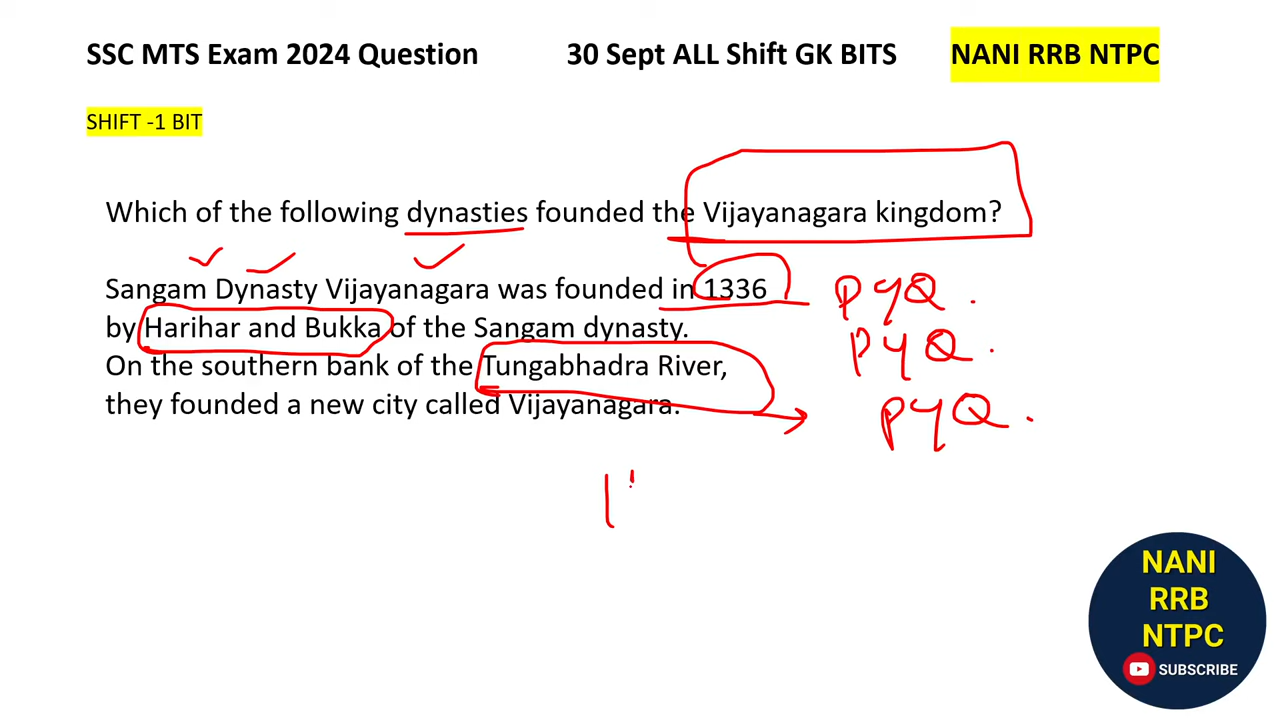 SSC MTS Exam 2024 Question 30 Sept ALL Shift GK BITS NANI RRB NTPC
SHIFT -1 BIT
Which of the following dynasties founded the Vijayanagara kingdom?
Sangam Dynasty Vijayanagara was founded in 1336 PYQ.
by Harihar and Bukka of the Sangam dynasty. PYQ.
On the southern bank of the Tungabhadra River,
they founded a new city called Vijayanagara. PYQ.
NANI
RRB
NTPC
SUBSCRIBE